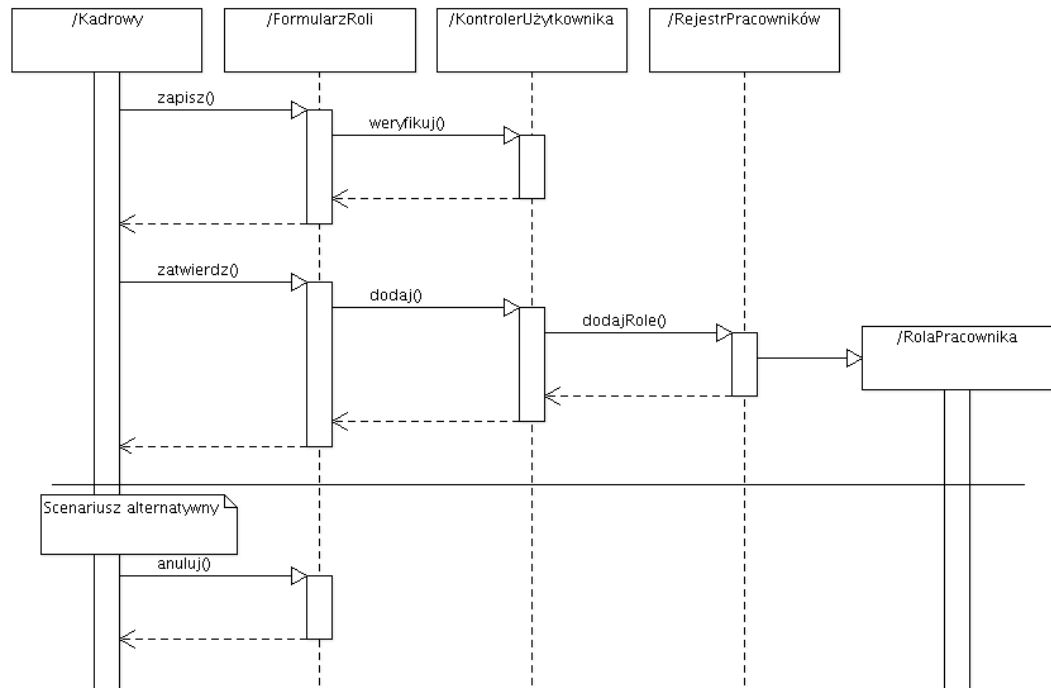 /Kadrowy
/FormularzRoli
/KontrolerUżytkownika
/RejestrPracowników
zapisz()
weryfikuj()
zatwierdz()
dodaj()
dodajRole()
/RolaPracownika
Scenariusz alternatywny
anuluj()